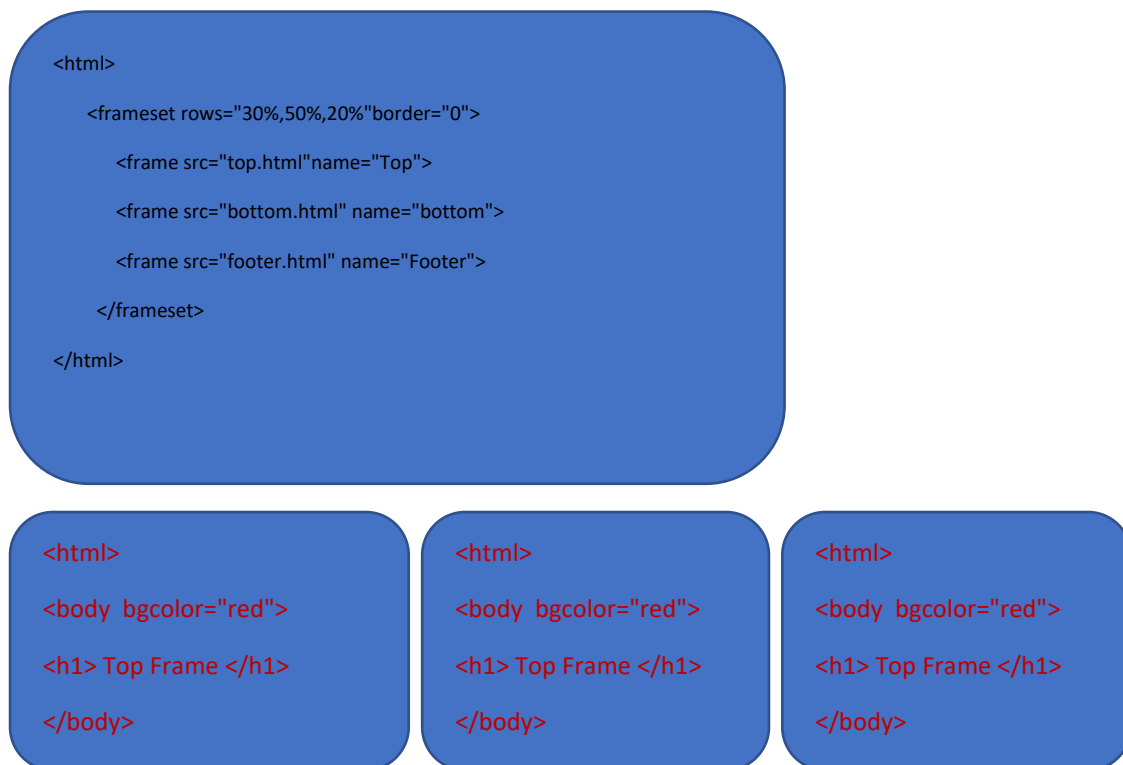 <html>
<frameset rows="30%,50%,20%"border="0">
<frame src="top.html"name="Top">
<frame src="bottom.html" name="bottom">
<frame src="footer.html" name="Footer">
</frameset>
</html>
<html>
<body  bgcolor="red">
<h1> Top Frame </h1>
</body>
<html>
<body  bgcolor="red">
<h1> Top Frame </h1>
</body>
<html>
<body  bgcolor="red">
<h1> Top Frame </h1>
</body>